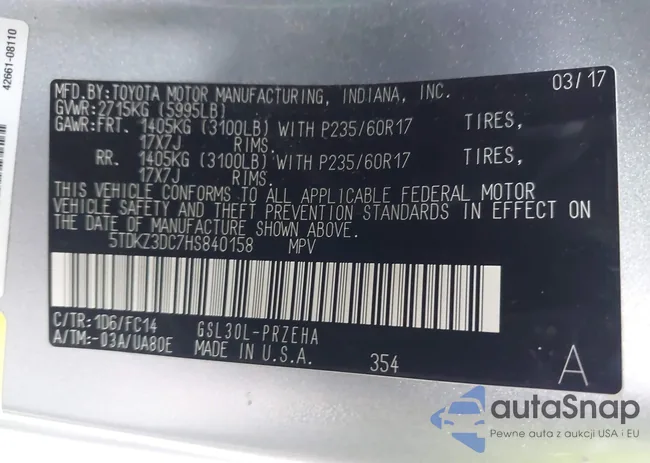 42661-08110
MFD.BY:TOYOTA MOTOR MANUFACTURING, INDIANA, INC. 03/17
GVWR:2715KG (5995LB)
GAWR:FRT. 1405KG (3100LB) WITH P235/60R17 TIRES,
17X7J RIMS.
RR. 1405KG (3100LB) WITH P235/60R17 TIRES,
17X7J RIMS.
THIS VEHICLE CONFORMS TO ALL APPLICABLE FEDERAL MOTOR
VEHICLE SAFETY AND THEFT PREVENTION STANDARDS IN EFFECT ON
THE DATE OF MANUFACTURE SHOWN ABOVE.
5TDKZ3DC7HS840158 MPV
C/TR:1D6/FC14 GSL30L-PRZEHA
A/TM:-03A/UA80E MADE IN U.S.A. 354 A
autaSnap
Pewne auta z aukcji USA i EU